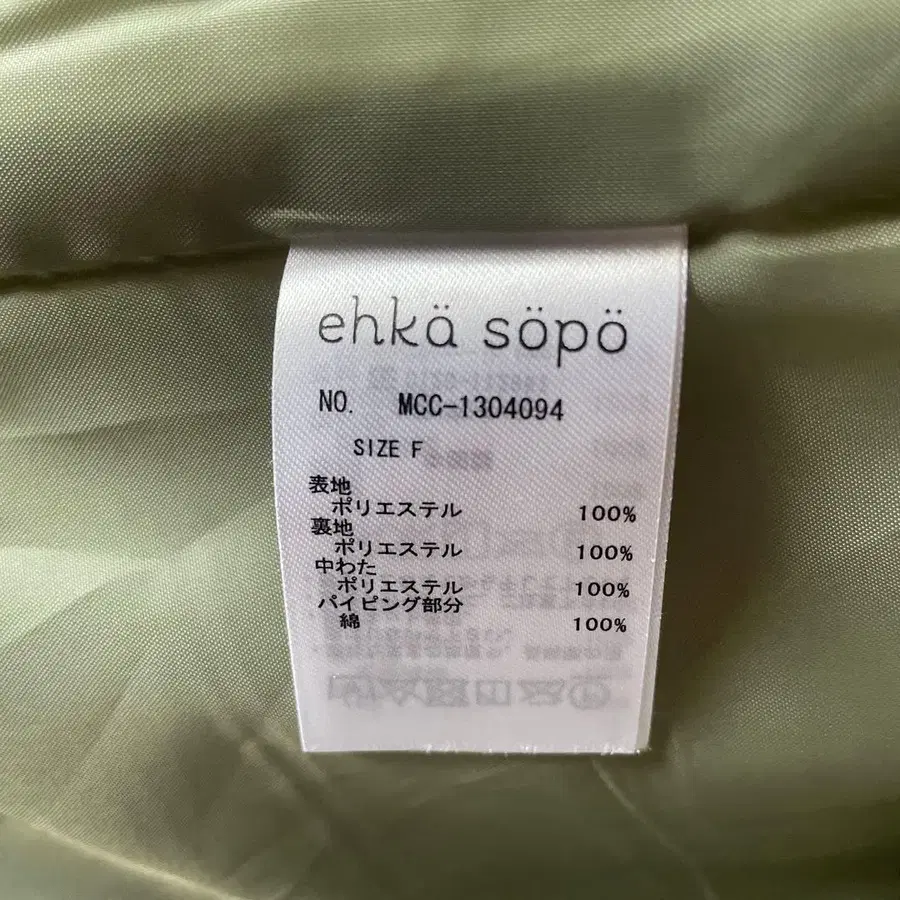 ehkä söpö
NO. MCC-1304094
SIZE F
表地
ポリエステル 100%
裏地
ポリエステル 100%
中わた
ポリエステル 100%
パイピング部分
綿 100%